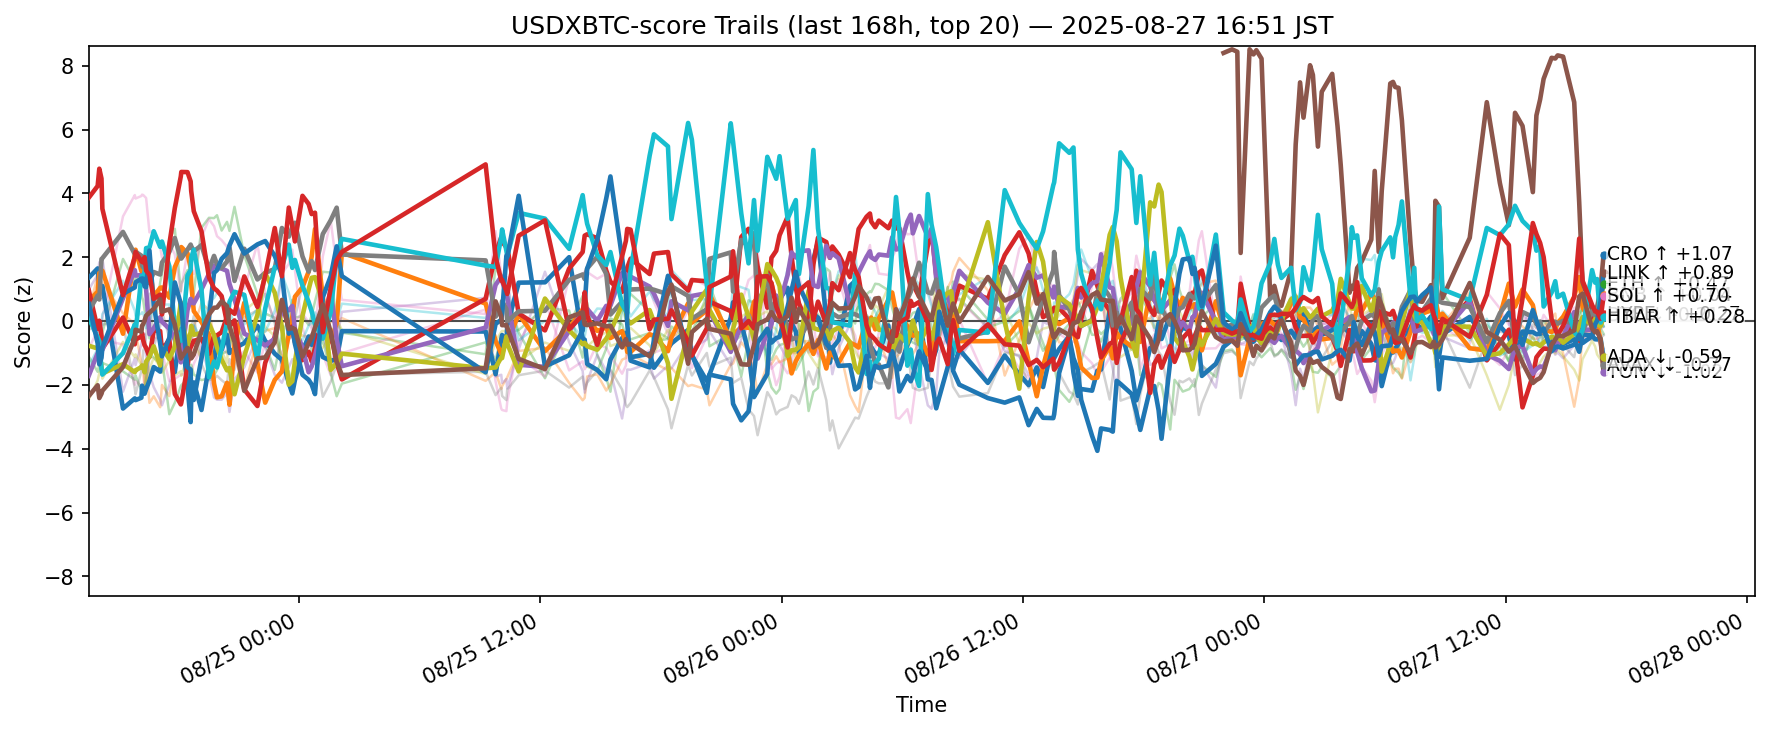 USDXBTC-score Trails (last 168h, top 20) — 2025-08-27 16:51 JST
Score (z)
8
6
4
2
0
−2
−4
−6
−8
CRO ↑ +1.07
LINK ↑ +0.89
SOL ↑ +0.70
HBAR ↑ +0.28
ADA ↓ -0.59
TON ↓ -1.02
08/25 00:00
08/25 12:00
08/26 00:00
08/26 12:00
08/27 00:00
08/27 12:00
08/28 00:00
Time